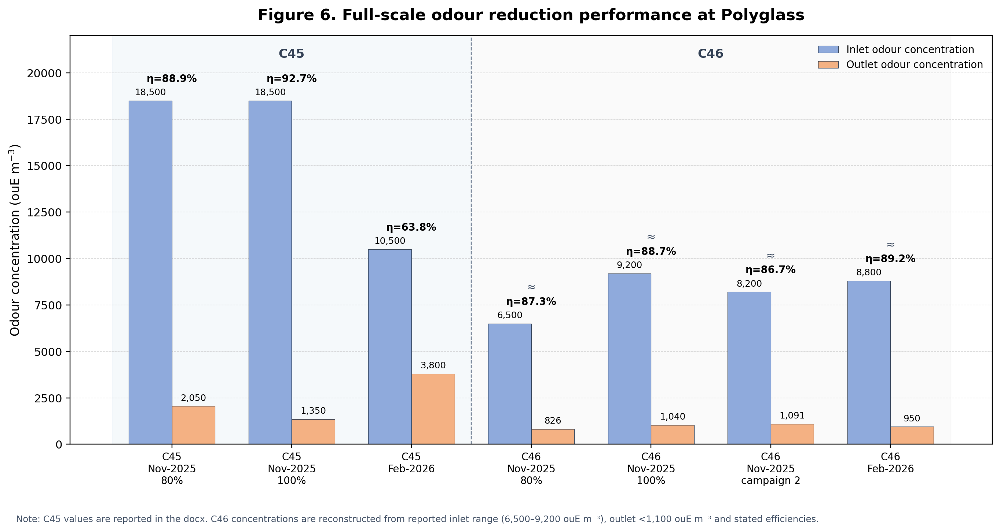 Figure 6. Full-scale odour reduction performance at Polyglass
Odour concentration (ouE m⁻³)
20000
17500
15000
12500
10000
7500
5000
2500
0
C45
C46
Inlet odour concentration
Outlet odour concentration
η=88.9%
18,500
2,050
η=92.7%
18,500
1,350
η=63.8%
10,500
3,800
≈
η=87.3%
6,500
826
≈
η=88.7%
9,200
1,040
≈
η=86.7%
8,200
1,091
≈
η=89.2%
8,800
950
C45
Nov-2025
80%
C45
Nov-2025
100%
C45
Feb-2026
C46
Nov-2025
80%
C46
Nov-2025
100%
C46
Nov-2025
campaign 2
C46
Feb-2026
Note: C45 values are reported in the docx. C46 concentrations are reconstructed from reported inlet range (6,500–9,200 ouE m⁻³), outlet <1,100 ouE m⁻³ and stated efficiencies.